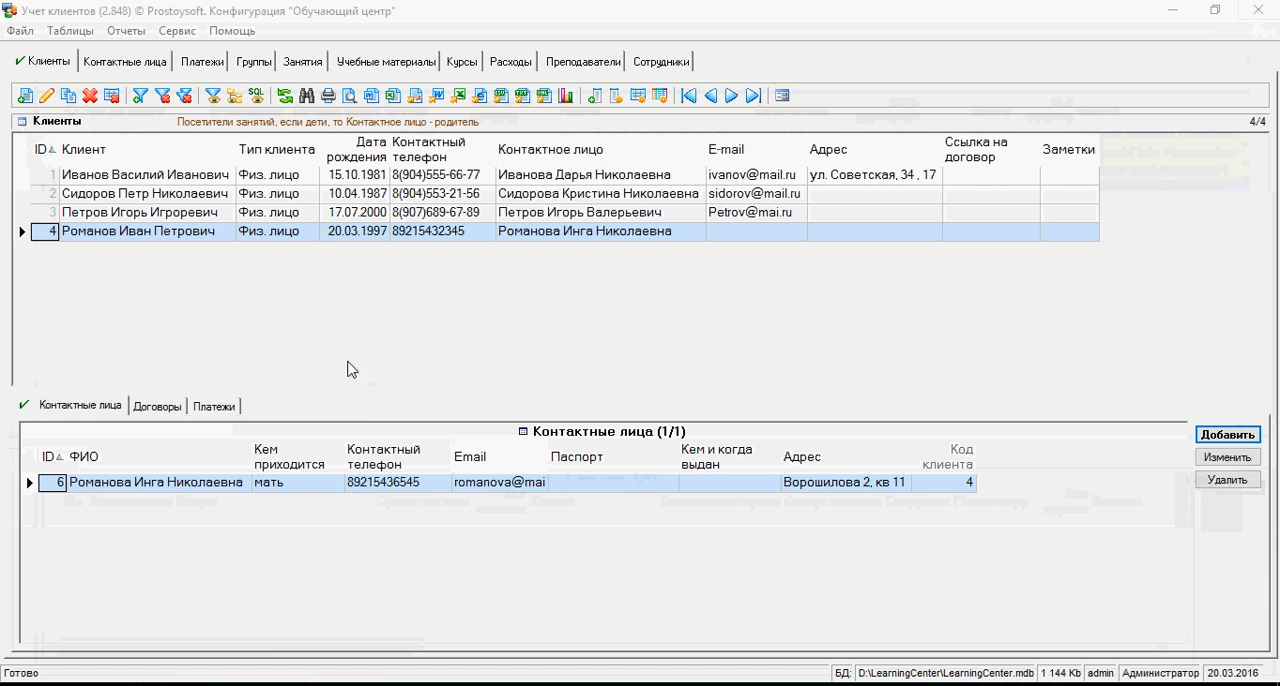 Учет клиентов (2.848) © Prostoysoft. Конфигурация "Обучающий центр"
Файл Таблицы Отчеты Сервис Помощь
Клиенты Контактные лица Платежи Группы Занятия Учебные материалы Курсы Расходы Преподаватели Сотрудники
SQL
Клиенты Посетители занятий, если дети, то Контактное лицо - родитель 4/4
ID Клиент Тип клиента Дата рождения Контактный телефон Контактное лицо E-mail Адрес Ссылка на договор Заметки
1 Иванов Василий Иванович Физ. лицо 15.10.1981 8(904)555-66-77 Иванова Дарья Николаевна ivanov@mail.ru ул. Советская, 34 , 17
2 Сидоров Петр Николаевич Физ. лицо 10.04.1987 8(904)553-21-56 Сидорова Кристина Николаевна sidorov@mail.ru
3 Петров Игорь Игроревич Физ. лицо 17.07.2000 8(907)689-67-89 Петров Игорь Валерьевич Petrov@mai.ru
4 Романов Иван Петрович Физ. лицо 20.03.1997 89215432345 Романова Инга Николаевна
Контактные лица Договоры Платежи
Контактные лица (1/1)
ID ФИО Кем приходится Контактный телефон Email Паспорт Кем и когда выдан Адрес Код клиента
6 Романова Инга Николаевна мать 89215436545 romanova@mai Ворошилова 2, кв 11 4
Добавить
Изменить
Удалить
Готово БД: D:\LearningCenter\LearningCenter.mdb 1 144 Kb admin Администратор 20.03.2016